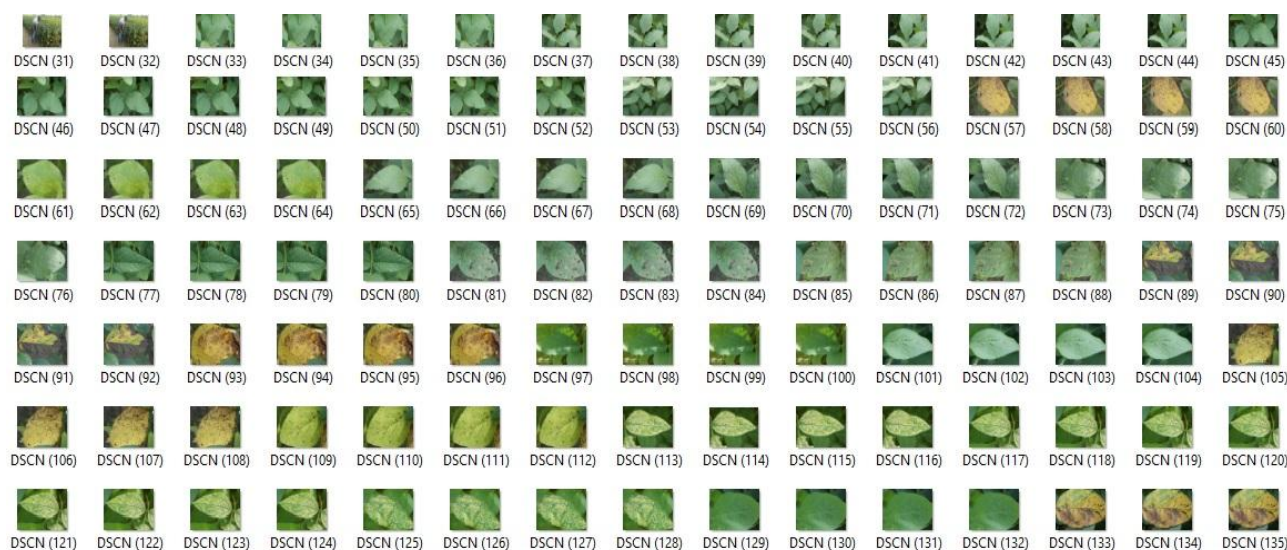 DSCN (31) DSCN (32) DSCN (33) DSCN (34) DSCN (35) DSCN (36) DSCN (37) DSCN (38) DSCN (39) DSCN (40) DSCN (41) DSCN (42) DSCN (43) DSCN (44) DSCN (45)
DSCN (46) DSCN (47) DSCN (48) DSCN (49) DSCN (50) DSCN (51) DSCN (52) DSCN (53) DSCN (54) DSCN (55) DSCN (56) DSCN (57) DSCN (58) DSCN (59) DSCN (60)
DSCN (61) DSCN (62) DSCN (63) DSCN (64) DSCN (65) DSCN (66) DSCN (67) DSCN (68) DSCN (69) DSCN (70) DSCN (71) DSCN (72) DSCN (73) DSCN (74) DSCN (75)
DSCN (76) DSCN (77) DSCN (78) DSCN (79) DSCN (80) DSCN (81) DSCN (82) DSCN (83) DSCN (84) DSCN (85) DSCN (86) DSCN (87) DSCN (88) DSCN (89) DSCN (90)
DSCN (91) DSCN (92) DSCN (93) DSCN (94) DSCN (95) DSCN (96) DSCN (97) DSCN (98) DSCN (99) DSCN (100) DSCN (101) DSCN (102) DSCN (103) DSCN (104) DSCN (105)
DSCN (106) DSCN (107) DSCN (108) DSCN (109) DSCN (110) DSCN (111) DSCN (112) DSCN (113) DSCN (114) DSCN (115) DSCN (116) DSCN (117) DSCN (118) DSCN (119) DSCN (120)
DSCN (121) DSCN (122) DSCN (123) DSCN (124) DSCN (125) DSCN (126) DSCN (127) DSCN (128) DSCN (129) DSCN (130) DSCN (131) DSCN (132) DSCN (133) DSCN (134) DSCN (135)